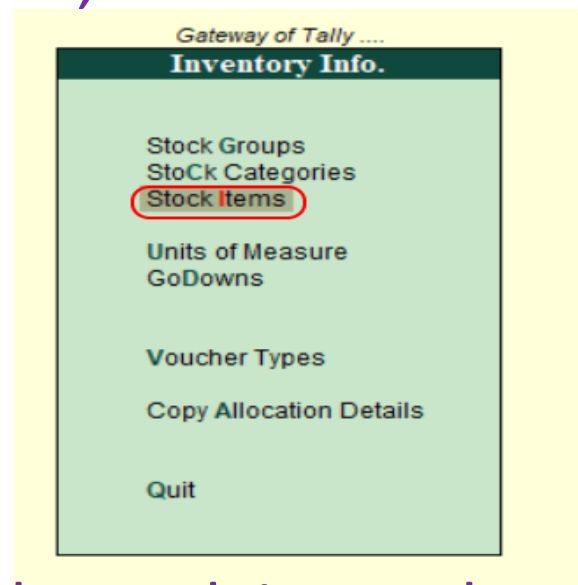 Gateway of Tally ....
Inventory Info.
Stock Groups
StoCk Categories
Stock Items
Units of Measure
GoDowns
Voucher Types
Copy Allocation Details
Quit